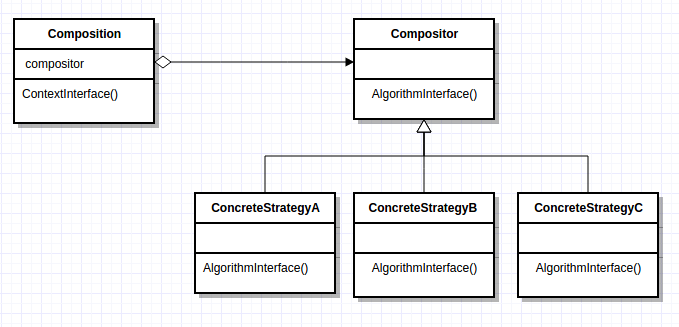 Composition
compositor
ContextInterface()
Compositor
AlgorithmInterface()
ConcreteStrategyA
AlgorithmInterface()
ConcreteStrategyB
AlgorithmInterface()
ConcreteStrategyC
AlgorithmInterface()